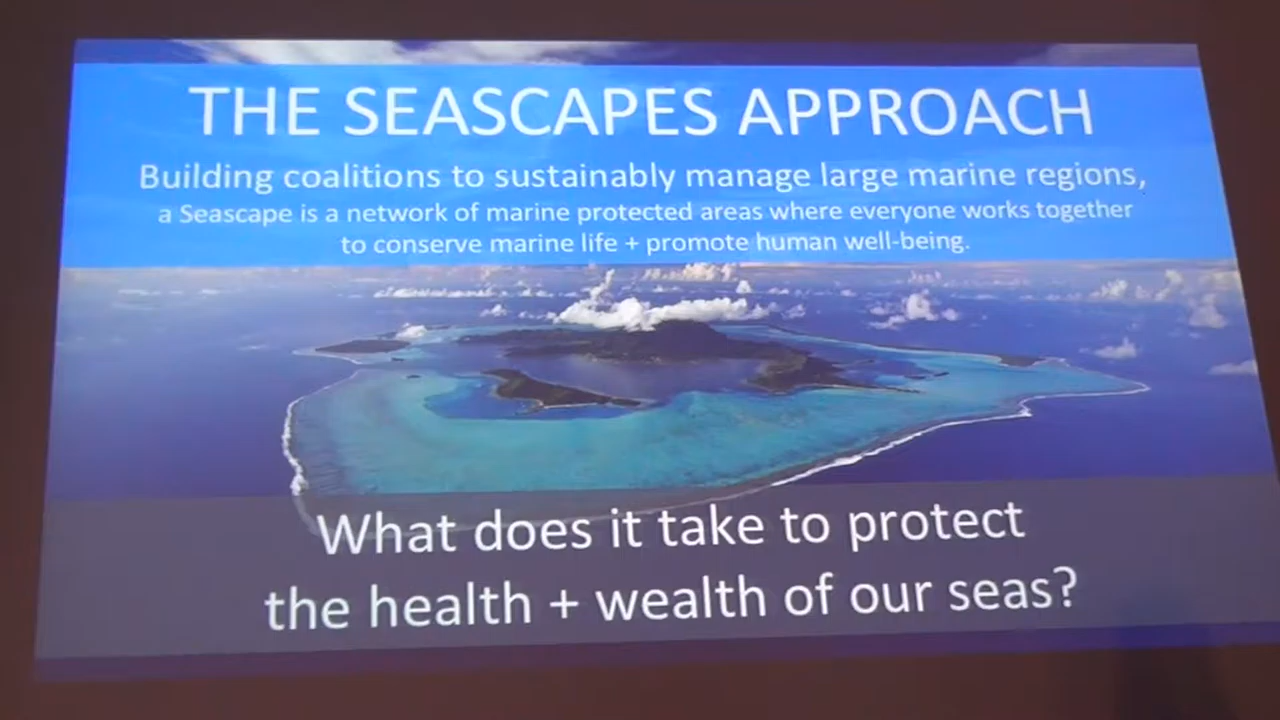 THE SEASCAPES APPROACH
Building coalitions to sustainably manage large marine regions,
a Seascape is a network of marine protected areas where everyone works together
to conserve marine life + promote human well-being.
What does it take to protect
the health + wealth of our seas?